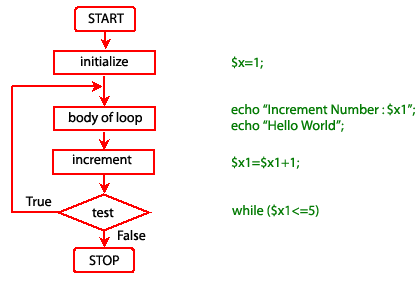 START
initialize
$x=1;
body of loop
echo “Increment Number : $x1”;
echo “Hello World”;
increment
$x1=$x1+1;
True
test
while ($x1<=5)
False
STOP